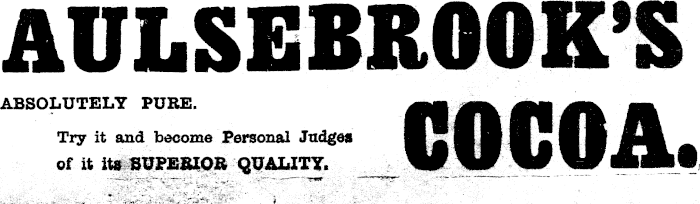 AULSEBROOK'S
ABSOLUTELY PURE.
COCOA.
Try it and become Personal Judges
of it its SUPERIOR QUALITY.